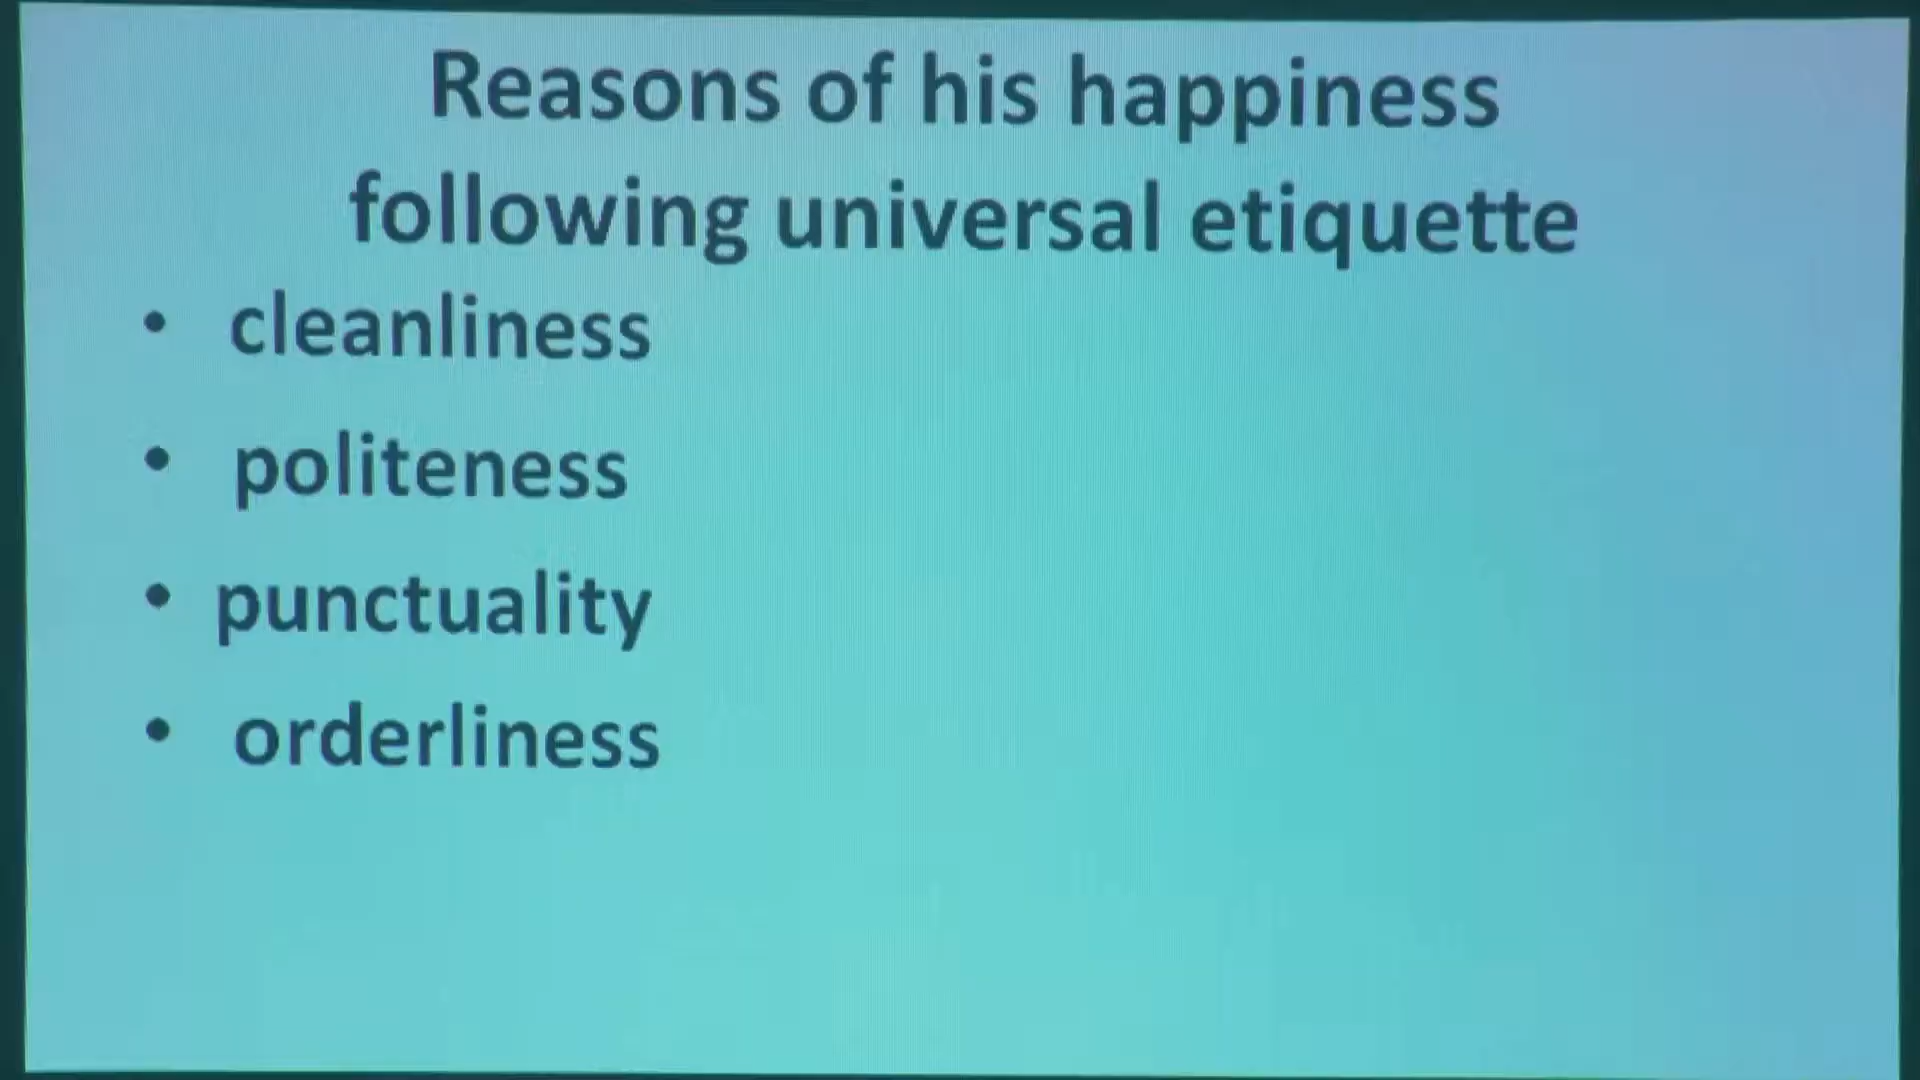 Reasons of his happiness
following universal etiquette
• cleanliness
• politeness
• punctuality
• orderliness